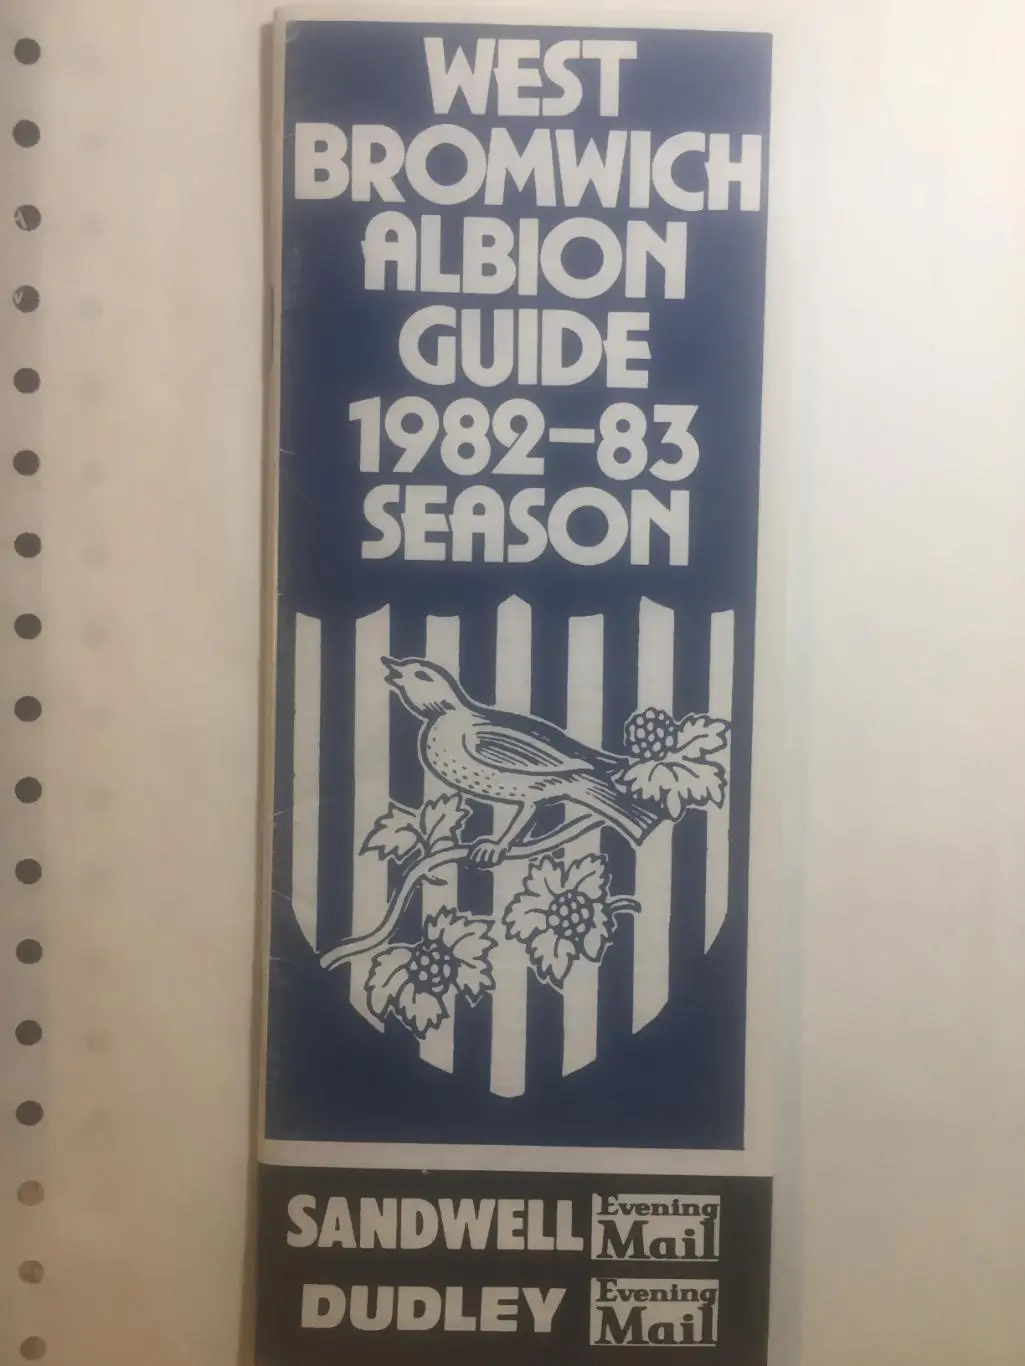 WEST
BROMWICH
ALBION
GUIDE
1982-83
SEASON
SANDWELL Evening Mail
DUDLEY Evening Mail